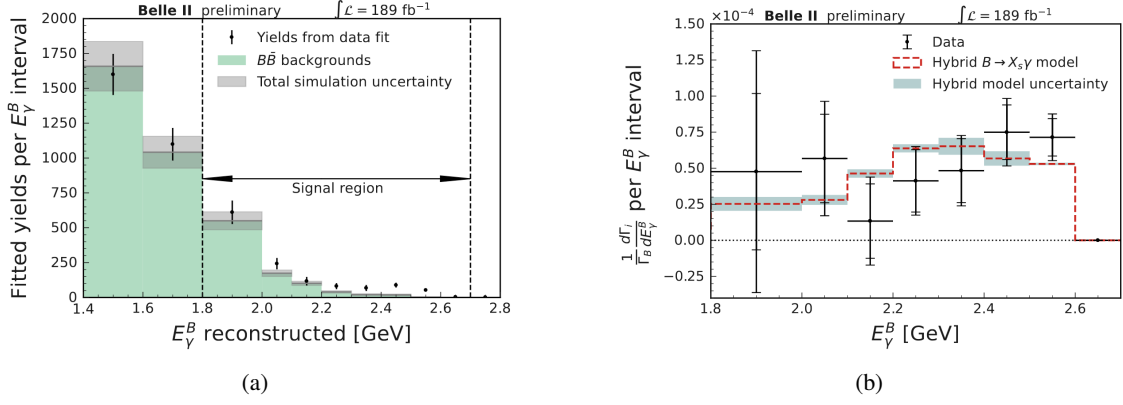 Belle II preliminary ∫ℒ = 189 fb⁻¹
Fitted yields per E_γ^B interval
2000
1750
1500
1250
1000
750
500
250
0
Yields from data fit
BB̄ backgrounds
Total simulation uncertainty
Signal region
1.4 1.6 1.8 2.0 2.2 2.4 2.6 2.8
E_γ^B reconstructed [GeV]
(a)
×10⁻⁴ Belle II preliminary ∫ℒ = 189 fb⁻¹
1/Γ_B dΓ_i/dE_γ^B per E_γ^B interval
1.50
1.25
1.00
0.75
0.50
0.25
0.00
−0.25
Data
Hybrid B → X_sγ model
Hybrid model uncertainty
1.8 2.0 2.2 2.4 2.6
E_γ^B [GeV]
(b)